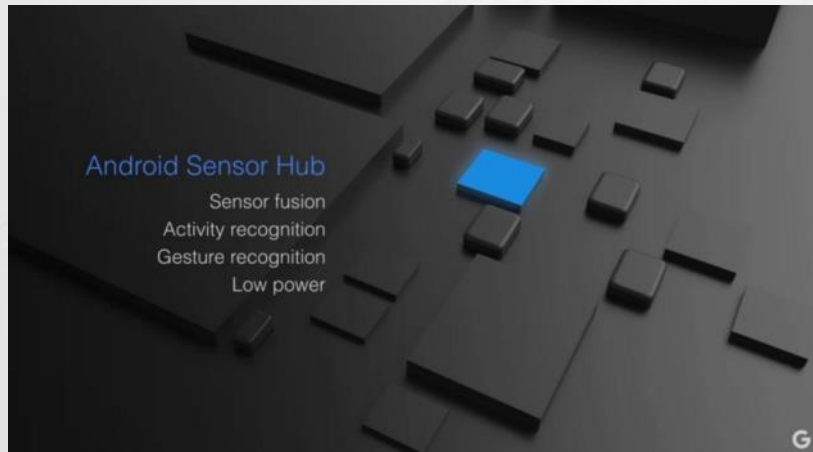 Android Sensor Hub
Sensor fusion
Activity recognition
Gesture recognition
Low power
G